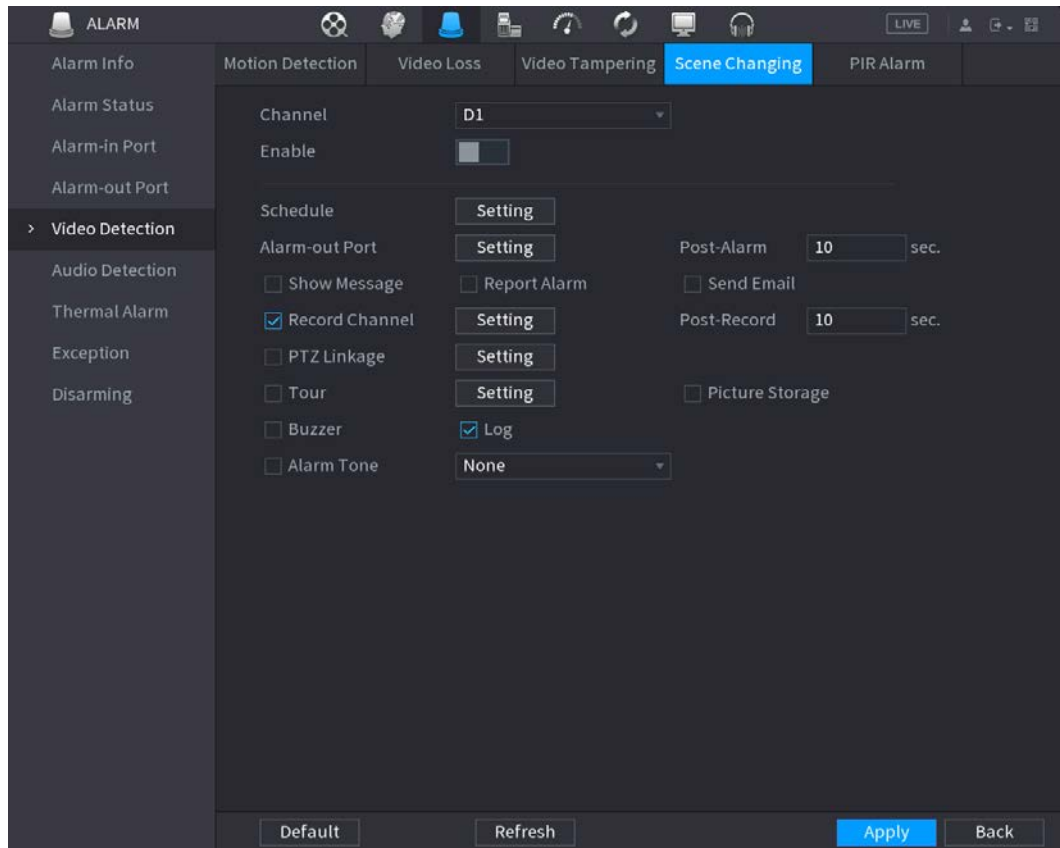 ALARM LIVE
Alarm Info
Alarm Status
Alarm-in Port
Alarm-out Port
> Video Detection
Audio Detection
Thermal Alarm
Exception
Disarming
Motion Detection Video Loss Video Tampering Scene Changing PIR Alarm
Channel D1
Enable
Schedule Setting
Alarm-out Port Setting Post-Alarm 10 sec.
Show Message Report Alarm Send Email
Record Channel Setting Post-Record 10 sec.
PTZ Linkage Setting
Tour Setting Picture Storage
Buzzer Log
Alarm Tone None
Default Refresh Apply Back